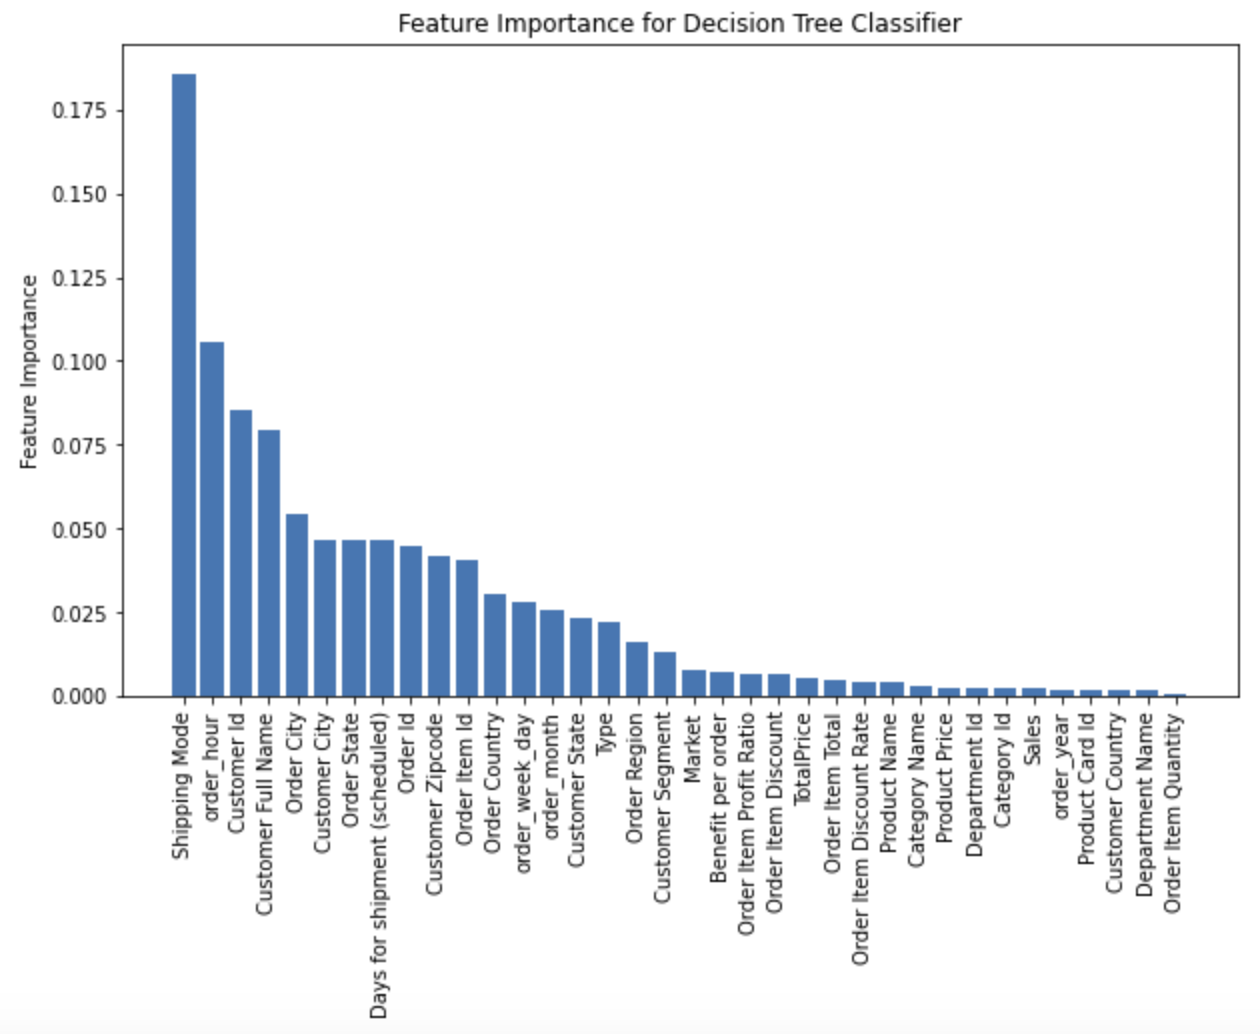 Feature Importance for Decision Tree Classifier
Feature Importance
0.175
0.150
0.125
0.100
0.075
0.050
0.025
0.000
Shipping Mode
order_hour
Customer Id
Customer Full Name
Order City
Customer City
Order State
Days for shipment (scheduled)
Order Id
Customer Zipcode
Order Item Id
Order Country
order_week_day
order_month
Customer State
Type
Order Region
Customer Segment
Market
Benefit per order
Order Item Profit Ratio
Order Item Discount
TotalPrice
Order Item Total
Order Item Discount Rate
Product Name
Category Name
Product Price
Department Id
Category Id
Sales
order_year
Product Card Id
Customer Country
Department Name
Order Item Quantity